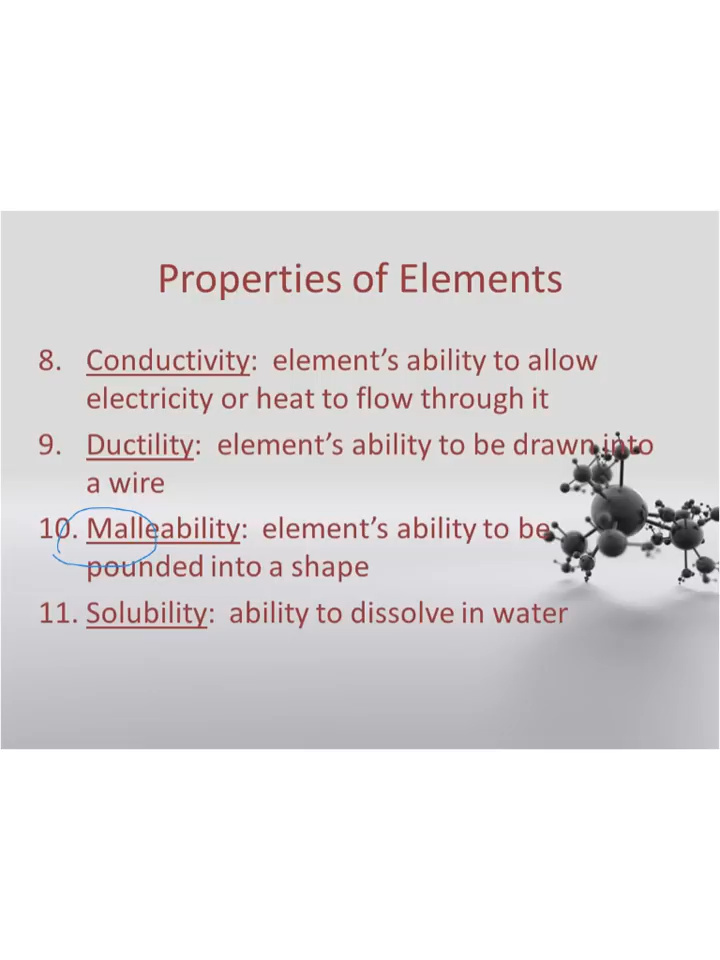 Properties of Elements
8. Conductivity: element's ability to allow
electricity or heat to flow through it
9. Ductility: element's ability to be drawn into
a wire
10. Malleability: element's ability to be
pounded into a shape
11. Solubility: ability to dissolve in water